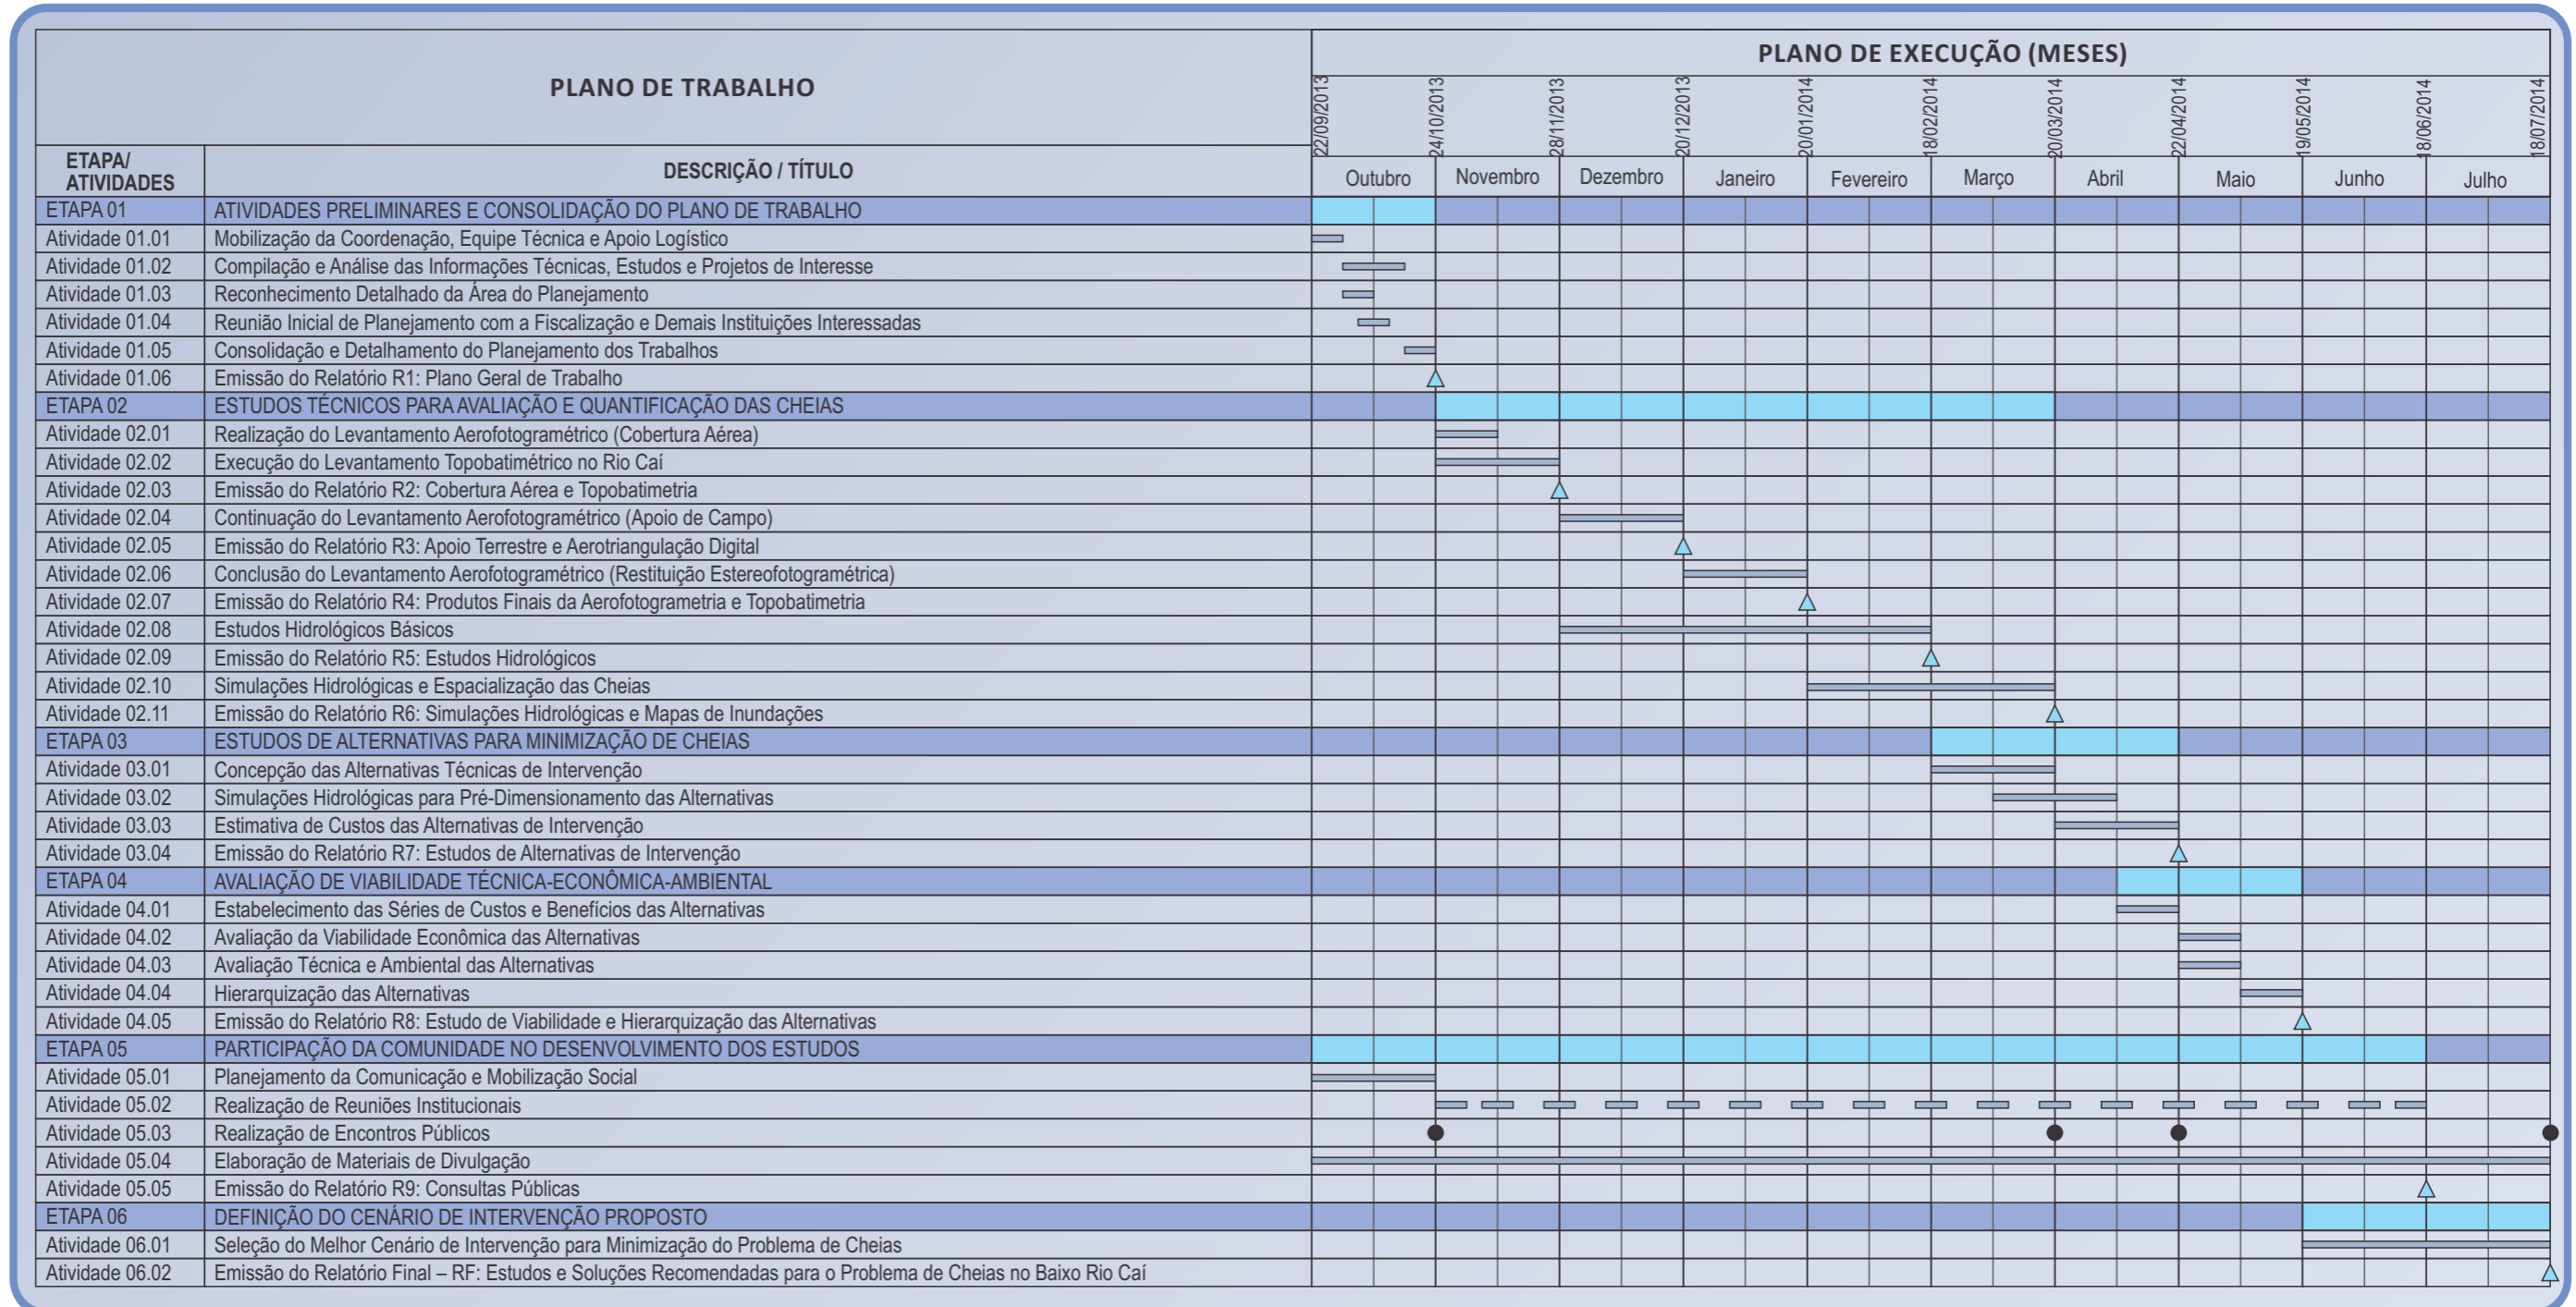 PLANO DE TRABALHO
PLANO DE EXECUÇÃO (MESES)
22/09/2013 24/10/2013 28/11/2013 20/12/2013 20/01/2014 18/02/2014 20/03/2014 22/04/2014 19/05/2014 18/06/2014 18/07/2014
ETAPA/
ATIVIDADES
DESCRIÇÃO / TÍTULO
Outubro Novembro Dezembro Janeiro Fevereiro Março Abril Maio Junho Julho
ETAPA 01 ATIVIDADES PRELIMINARES E CONSOLIDAÇÃO DO PLANO DE TRABALHO
Atividade 01.01 Mobilização da Coordenação, Equipe Técnica e Apoio Logístico
Atividade 01.02 Compilação e Análise das Informações Técnicas, Estudos e Projetos de Interesse
Atividade 01.03 Reconhecimento Detalhado da Área do Planejamento
Atividade 01.04 Reunião Inicial de Planejamento com a Fiscalização e Demais Instituições Interessadas
Atividade 01.05 Consolidação e Detalhamento do Planejamento dos Trabalhos
Atividade 01.06 Emissão do Relatório R1: Plano Geral de Trabalho
ETAPA 02 ESTUDOS TÉCNICOS PARA AVALIAÇÃO E QUANTIFICAÇÃO DAS CHEIAS
Atividade 02.01 Realização do Levantamento Aerofotogramétrico (Cobertura Aérea)
Atividade 02.02 Execução do Levantamento Topobatimétrico no Rio Caí
Atividade 02.03 Emissão do Relatório R2: Cobertura Aérea e Topobatimetria
Atividade 02.04 Continuação do Levantamento Aerofotogramétrico (Apoio de Campo)
Atividade 02.05 Emissão do Relatório R3: Apoio Terrestre e Aerotriangulação Digital
Atividade 02.06 Conclusão do Levantamento Aerofotogramétrico (Restituição Estereofotogramétrica)
Atividade 02.07 Emissão do Relatório R4: Produtos Finais da Aerofotogrametria e Topobatimetria
Atividade 02.08 Estudos Hidrológicos Básicos
Atividade 02.09 Emissão do Relatório R5: Estudos Hidrológicos
Atividade 02.10 Simulações Hidrológicas e Espacialização das Cheias
Atividade 02.11 Emissão do Relatório R6: Simulações Hidrológicas e Mapas de Inundações
ETAPA 03 ESTUDOS DE ALTERNATIVAS PARA MINIMIZAÇÃO DE CHEIAS
Atividade 03.01 Concepção das Alternativas Técnicas de Intervenção
Atividade 03.02 Simulações Hidrológicas para Pré-Dimensionamento das Alternativas
Atividade 03.03 Estimativa de Custos das Alternativas de Intervenção
Atividade 03.04 Emissão do Relatório R7: Estudos de Alternativas de Intervenção
ETAPA 04 AVALIAÇÃO DE VIABILIDADE TÉCNICA-ECONÔMICA-AMBIENTAL
Atividade 04.01 Estabelecimento das Séries de Custos e Benefícios das Alternativas
Atividade 04.02 Avaliação da Viabilidade Econômica das Alternativas
Atividade 04.03 Avaliação Técnica e Ambiental das Alternativas
Atividade 04.04 Hierarquização das Alternativas
Atividade 04.05 Emissão do Relatório R8: Estudo de Viabilidade e Hierarquização das Alternativas
ETAPA 05 PARTICIPAÇÃO DA COMUNIDADE NO DESENVOLVIMENTO DOS ESTUDOS
Atividade 05.01 Planejamento da Comunicação e Mobilização Social
Atividade 05.02 Realização de Reuniões Institucionais
Atividade 05.03 Realização de Encontros Públicos
Atividade 05.04 Elaboração de Materiais de Divulgação
Atividade 05.05 Emissão do Relatório R9: Consultas Públicas
ETAPA 06 DEFINIÇÃO DO CENÁRIO DE INTERVENÇÃO PROPOSTO
Atividade 06.01 Seleção do Melhor Cenário de Intervenção para Minimização do Problema de Cheias
Atividade 06.02 Emissão do Relatório Final – RF: Estudos e Soluções Recomendadas para o Problema de Cheias no Baixo Rio Caí